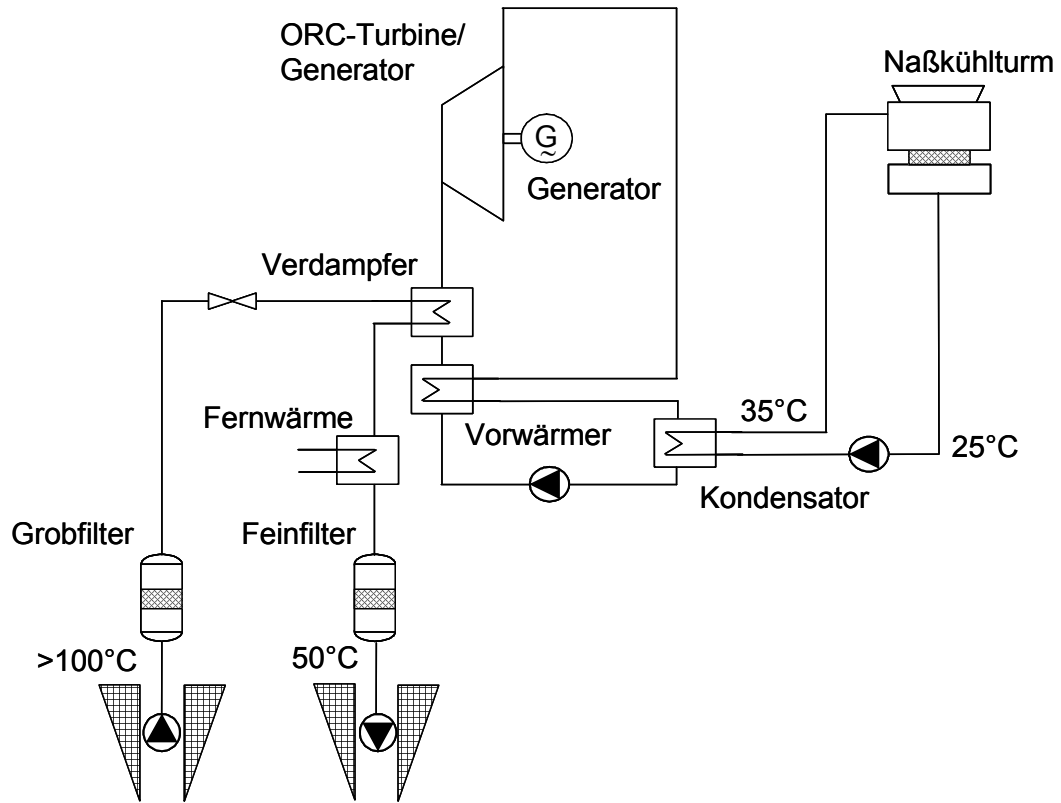 ORC-Turbine/
Generator
Naßkühlturm
G
~
Generator
Verdampfer
Fernwärme
Vorwärmer
35°C
25°C
Kondensator
Grobfilter
Feinfilter
>100°C
50°C